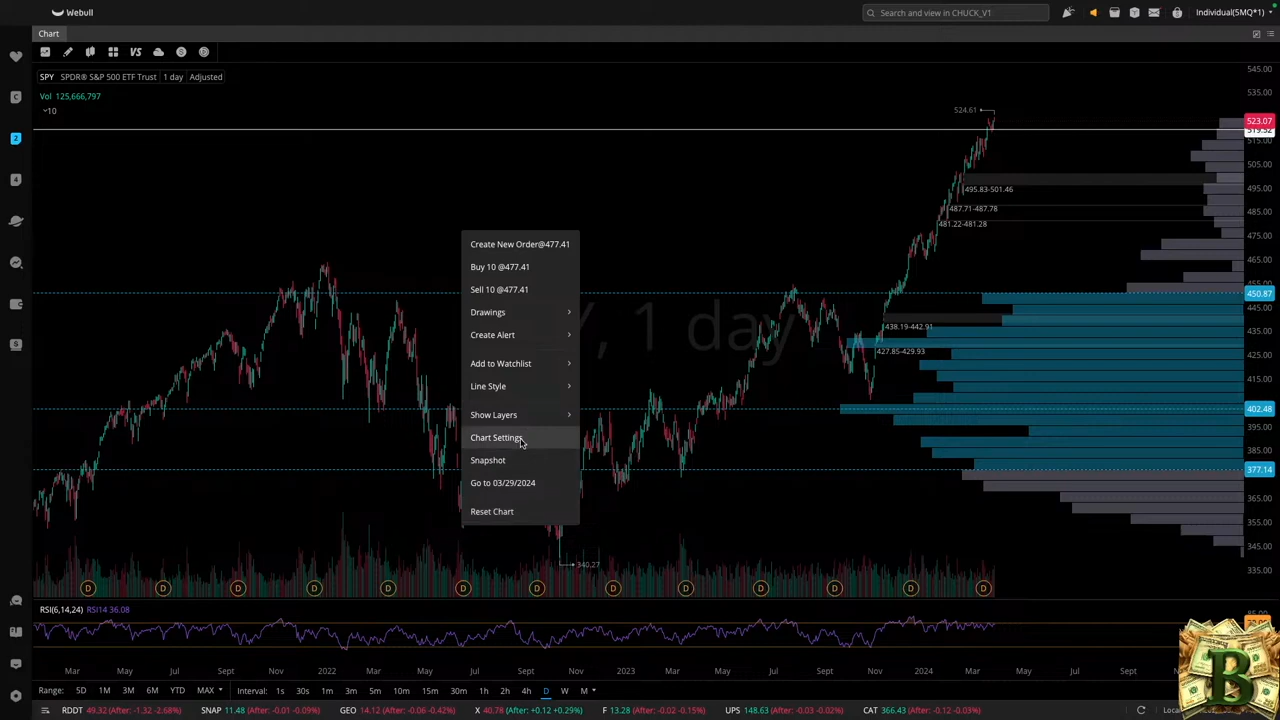 Webull
Search and view in CHUCK_V1
Individual(5MQ*1)
Chart
VS
SPY SPDR® S&P 500 ETF Trust 1 day Adjusted
Vol 125,666,797
10
545.00
535.00
524.61
523.07
519.52
515.00
505.00
495.83-501.46
495.00
487.71-487.78
485.00
481.22-481.28
475.00
465.00
450.87
445.00
438.19-442.91
435.00
427.85-429.93
425.00
415.00
402.48
395.00
385.00
377.14
365.00
355.00
345.00
340.27
335.00
Y, 1 day
Create New Order@477.41
Buy 10 @477.41
Sell 10 @477.41
Drawings
Create Alert
Add to Watchlist
Line Style
Show Layers
Chart Settings
Snapshot
Go to 03/29/2024
Reset Chart
D D D D D D D D D D D D D
RSI(6,14,24) RSI14 36.08
85.00
Mar May Jul Sept Nov 2022 Mar May Jul Sept Nov 2023 Mar May Jul Sept Nov 2024 Mar May Jul Sept
Range: 5D 1M 3M 6M YTD MAX Interval: 1s 30s 1m 3m 5m 10m 15m 30m 1h 2h 4h D W M
RDDT 49.32 (After: -1.32 -2.68%) SNAP 11.48 (After: -0.01 -0.09%) GEO 14.12 (After: -0.06 -0.42%) X 40.78 (After: +0.12 +0.29%) F 13.28 (After: -0.02 -0.15%) UPS 148.63 (After: -0.03 -0.02%) CAT 366.43 (After: -0.12 -0.03%)
B